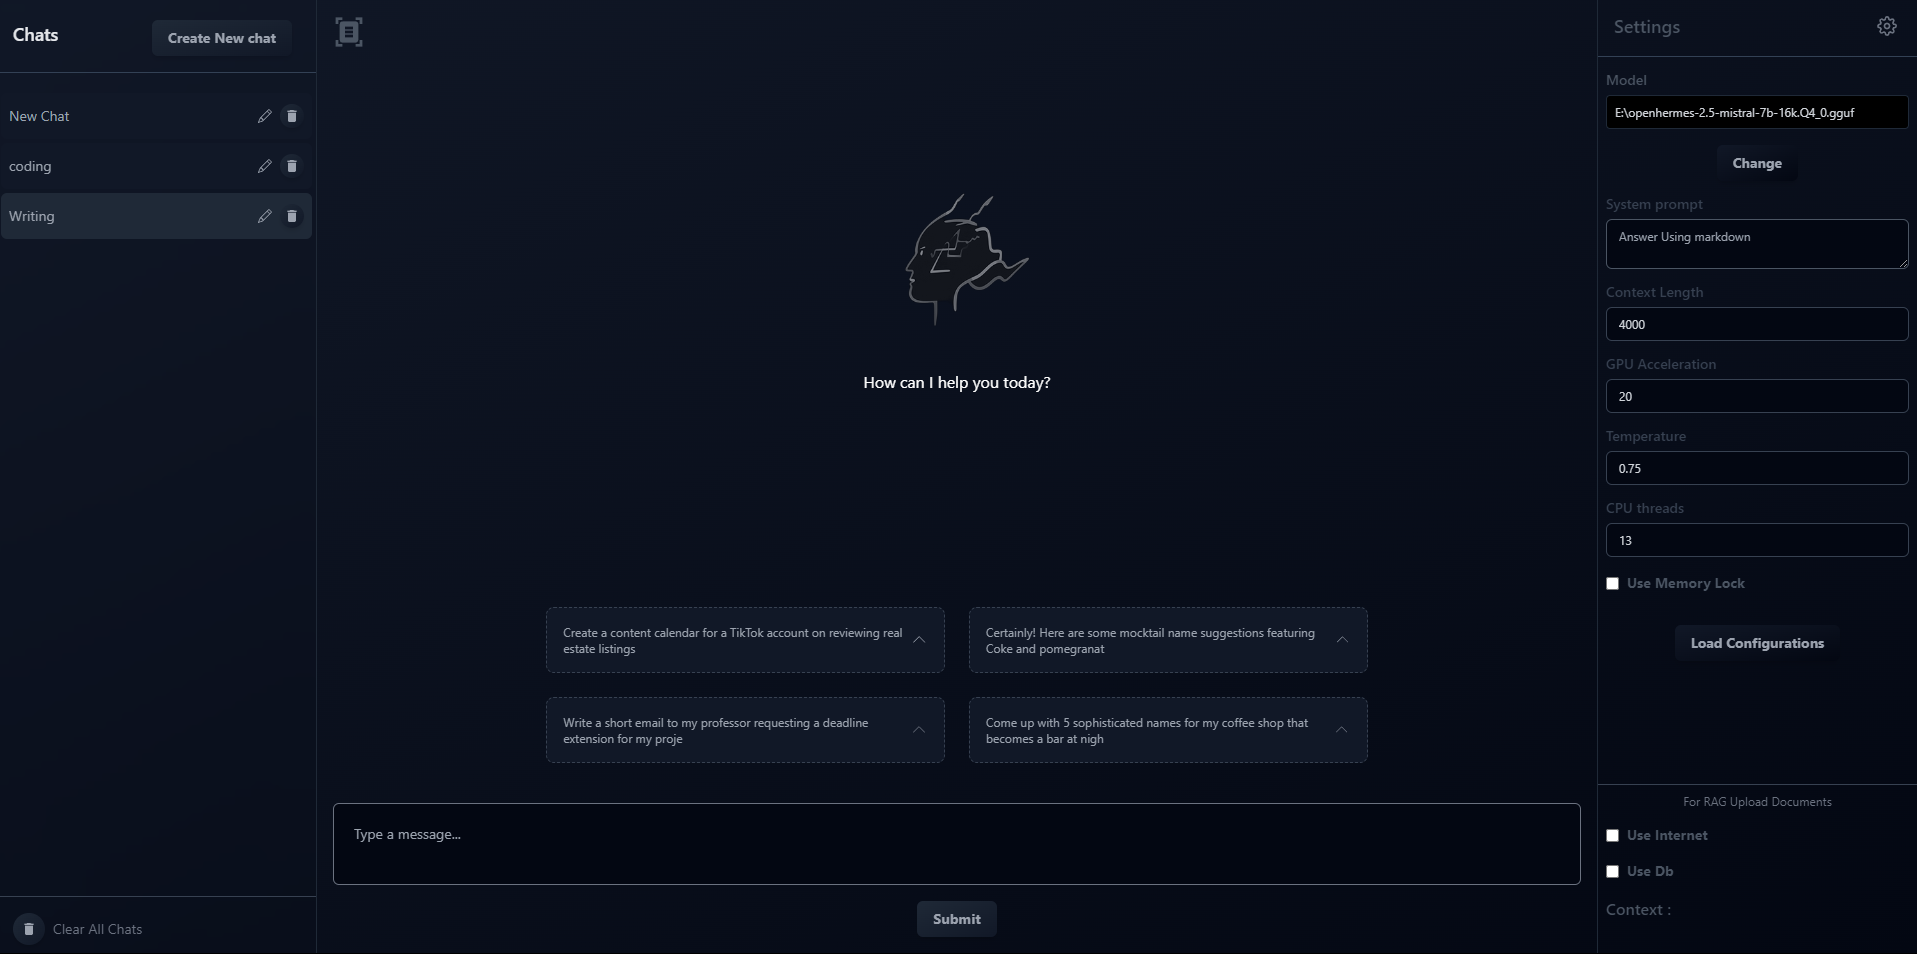 Chats
Create New chat
New Chat
coding
Writing
Clear All Chats
How can I help you today?
Create a content calendar for a TikTok account on reviewing real
estate listings
Certainly! Here are some mocktail name suggestions featuring
Coke and pomegranat
Write a short email to my professor requesting a deadline
extension for my proje
Come up with 5 sophisticated names for my coffee shop that
becomes a bar at nigh
Type a message...
Submit
Settings
Model
E:\openhermes-2.5-mistral-7b-16k.Q4_0.gguf
Change
System prompt
Answer Using markdown
Context Length
4000
GPU Acceleration
20
Temperature
0.75
CPU threads
13
Use Memory Lock
Load Configurations
For RAG Upload Documents
Use Internet
Use Db
Context :